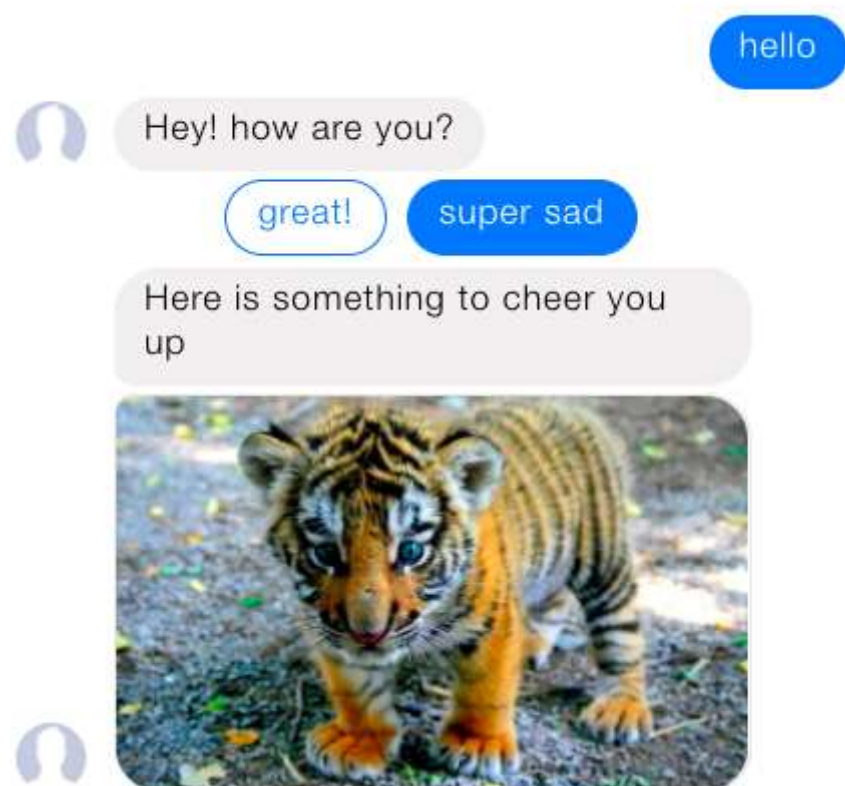 hello
Hey! how are you?
great! super sad
Here is something to cheer you
up